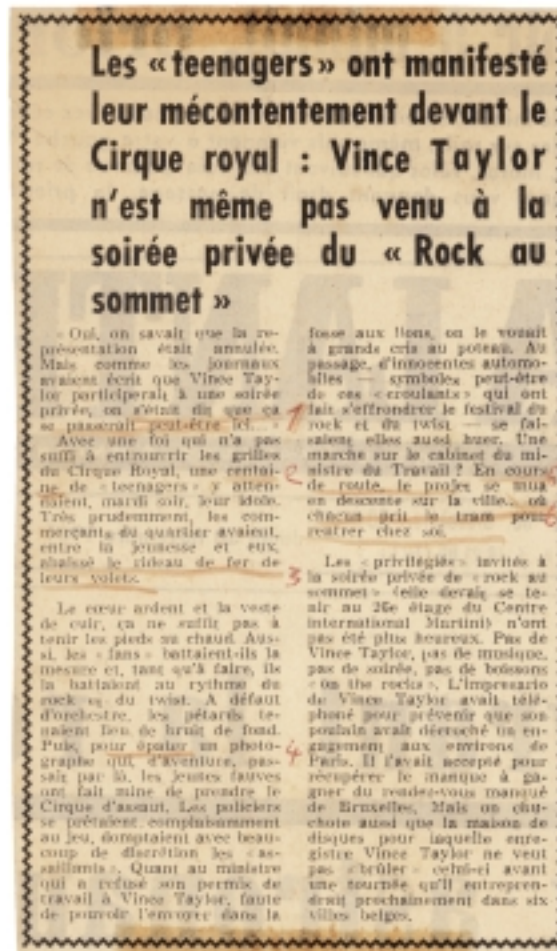 Les « teenagers » ont manifesté
leur mécontentement devant le
Cirque royal : Vince Taylor
n'est même pas venu à la
soirée privée du « Rock au
sommet »
« Oui, on savait que la re-
présentation était annulée.
Mais comme les journaux
avaient écrit que Vince Tay-
lor participerait à une soirée
privée, on s'était dit que ça
se passerait peut-être ici. »
Avec une foi qui n'a pas
suffi à entrouvrir les grilles
du Cirque Royal, une centai-
ne de « teenagers » y atten-
daient, mardi soir, leur idole.
Très prudemment, les com-
merçants du quartier avaient,
entre la jeunesse et eux,
abaissé le rideau de fer de
leurs volets.
Le cœur ardent et la veste
de cuir, ça ne suffit pas à
tenir les pieds au chaud. Aus-
si, les « fans » battaient-ils la
mesure et, tant qu'à faire, ils
la battaient au rythme du
rock ou du twist. A défaut
d'orchestre, les pétards te-
naient lieu de bruit de fond.
Puis, pour épater un photo-
graphe qui d'aventure, pas-
sait par là, les jeunes fauves
ont fait mine de prendre le
Cirque d'assaut. Les policiers
se prêtaient complaisamment
au jeu, domptaient avec beau-
coup de discrétion les « as-
saillants ». Quant au ministre
qui a refusé son permis de
travail à Vince Taylor, faute
de pouvoir l'envoyer dans la
1
2
3
4
fosse aux lions, on le vouait
à grands cris au poteau. Au
passage, d'innocentes automo-
biles — symboles peut-être
de ces « croulants » qui ont
fait s'effrondrer le festival du
rock et du twist — se fai-
saient elles aussi huer. Une
marche sur le cabinet du mi-
nistre du Travail ? En cours
de route, le projet se mua
en descente sur la ville.. où
chacun prit le tram pour
rentrer chez soi.
Les « privilégiés » invités à
la soirée privée de « rock au
sommet » (elle devait se te-
nir au 26e étage du Centre
international Martini) n'ont
pas été plus heureux. Pas de
Vince Taylor, pas de musique,
pas de soirée, pas de boissons
« on the rocks ». L'impresario
de Vince Taylor avait télé-
phoné pour prévenir que son
poulain avait décroché un en-
gagement aux environs de
Paris. Il l'avait accepté pour
récupérer le manque à ga-
gner du rendez-vous manqué
de Bruxelles. Mais on chu-
chote aussi que la maison de
disques pour laquelle enre-
gistre Vince Taylor ne veut
pas « brûler » celui-ci avant
une tournée qu'il entrepren-
drait prochainement dans six
villes belges.